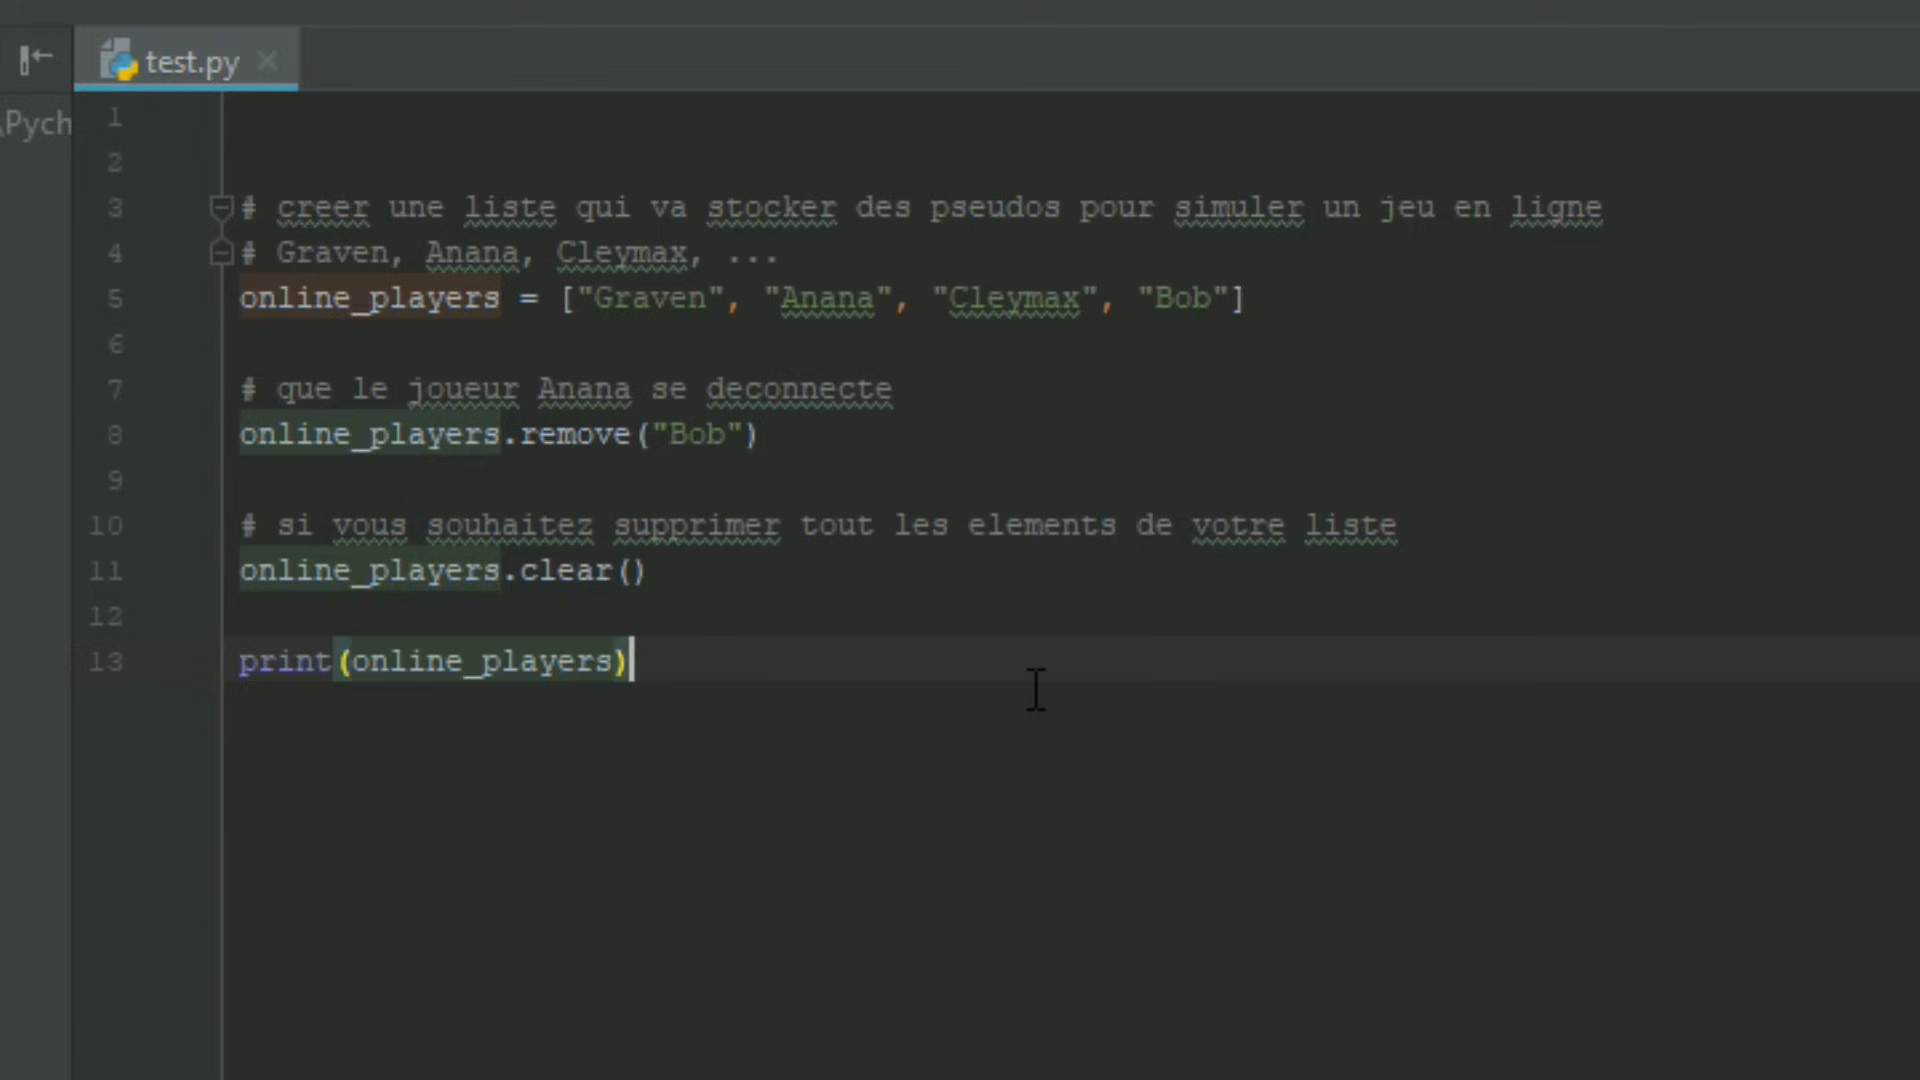 test.py
\Pych
1
2
3 # creer une liste qui va stocker des pseudos pour simuler un jeu en ligne
4 # Graven, Anana, Cleymax, ...
5 online_players = ["Graven", "Anana", "Cleymax", "Bob"]
6
7 # que le joueur Anana se deconnecte
8 online_players.remove("Bob")
9
10 # si vous souhaitez supprimer tout les elements de votre liste
11 online_players.clear()
12
13 print(online_players)